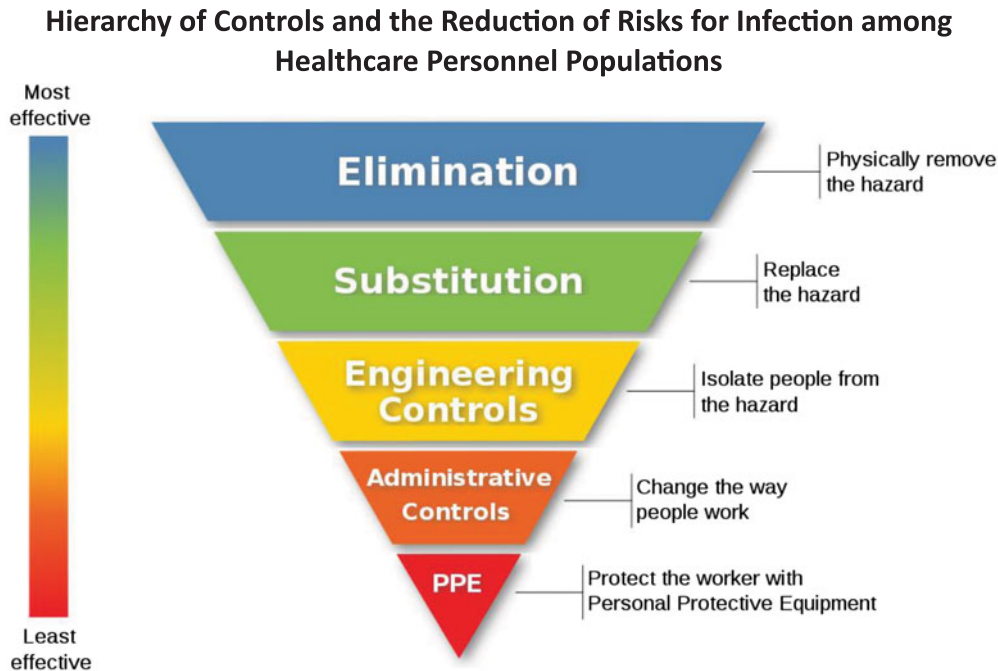 Hierarchy of Controls and the Reduction of Risks for Infection among
Healthcare Personnel Populations
Most
effective
Elimination
Physically remove
the hazard
Substitution
Replace
the hazard
Engineering
Controls
Isolate people from
the hazard
Administrative
Controls
Change the way
people work
PPE
Protect the worker with
Personal Protective Equipment
Least
effective